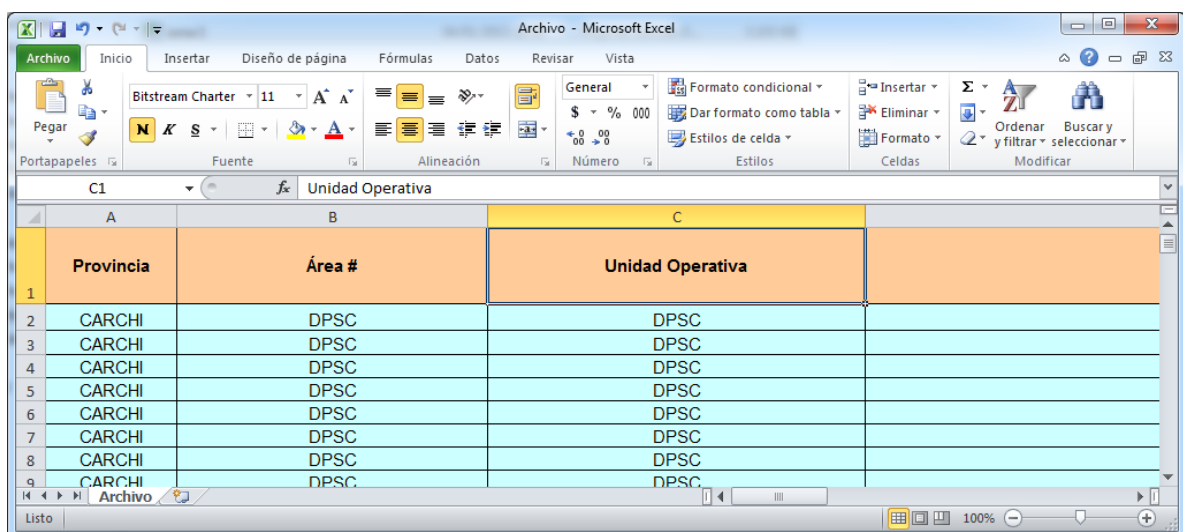 Archivo - Microsoft Excel
Archivo Inicio Insertar Diseño de página Fórmulas Datos Revisar Vista
Pegar
Bitstream Charter 11 A A
N K S A
General
$ % 000
Formato condicional
Dar formato como tabla
Estilos de celda
Insertar
Eliminar
Formato
Σ
Ordenar y filtrar
Buscar y seleccionar
Portapapeles Fuente Alineación Número Estilos Celdas Modificar
C1 fx Unidad Operativa
A B C
1 Provincia Área # Unidad Operativa
2 CARCHI DPSC DPSC
3 CARCHI DPSC DPSC
4 CARCHI DPSC DPSC
5 CARCHI DPSC DPSC
6 CARCHI DPSC DPSC
7 CARCHI DPSC DPSC
8 CARCHI DPSC DPSC
9 CARCHI DPSC DPSC
Archivo
Listo 100%